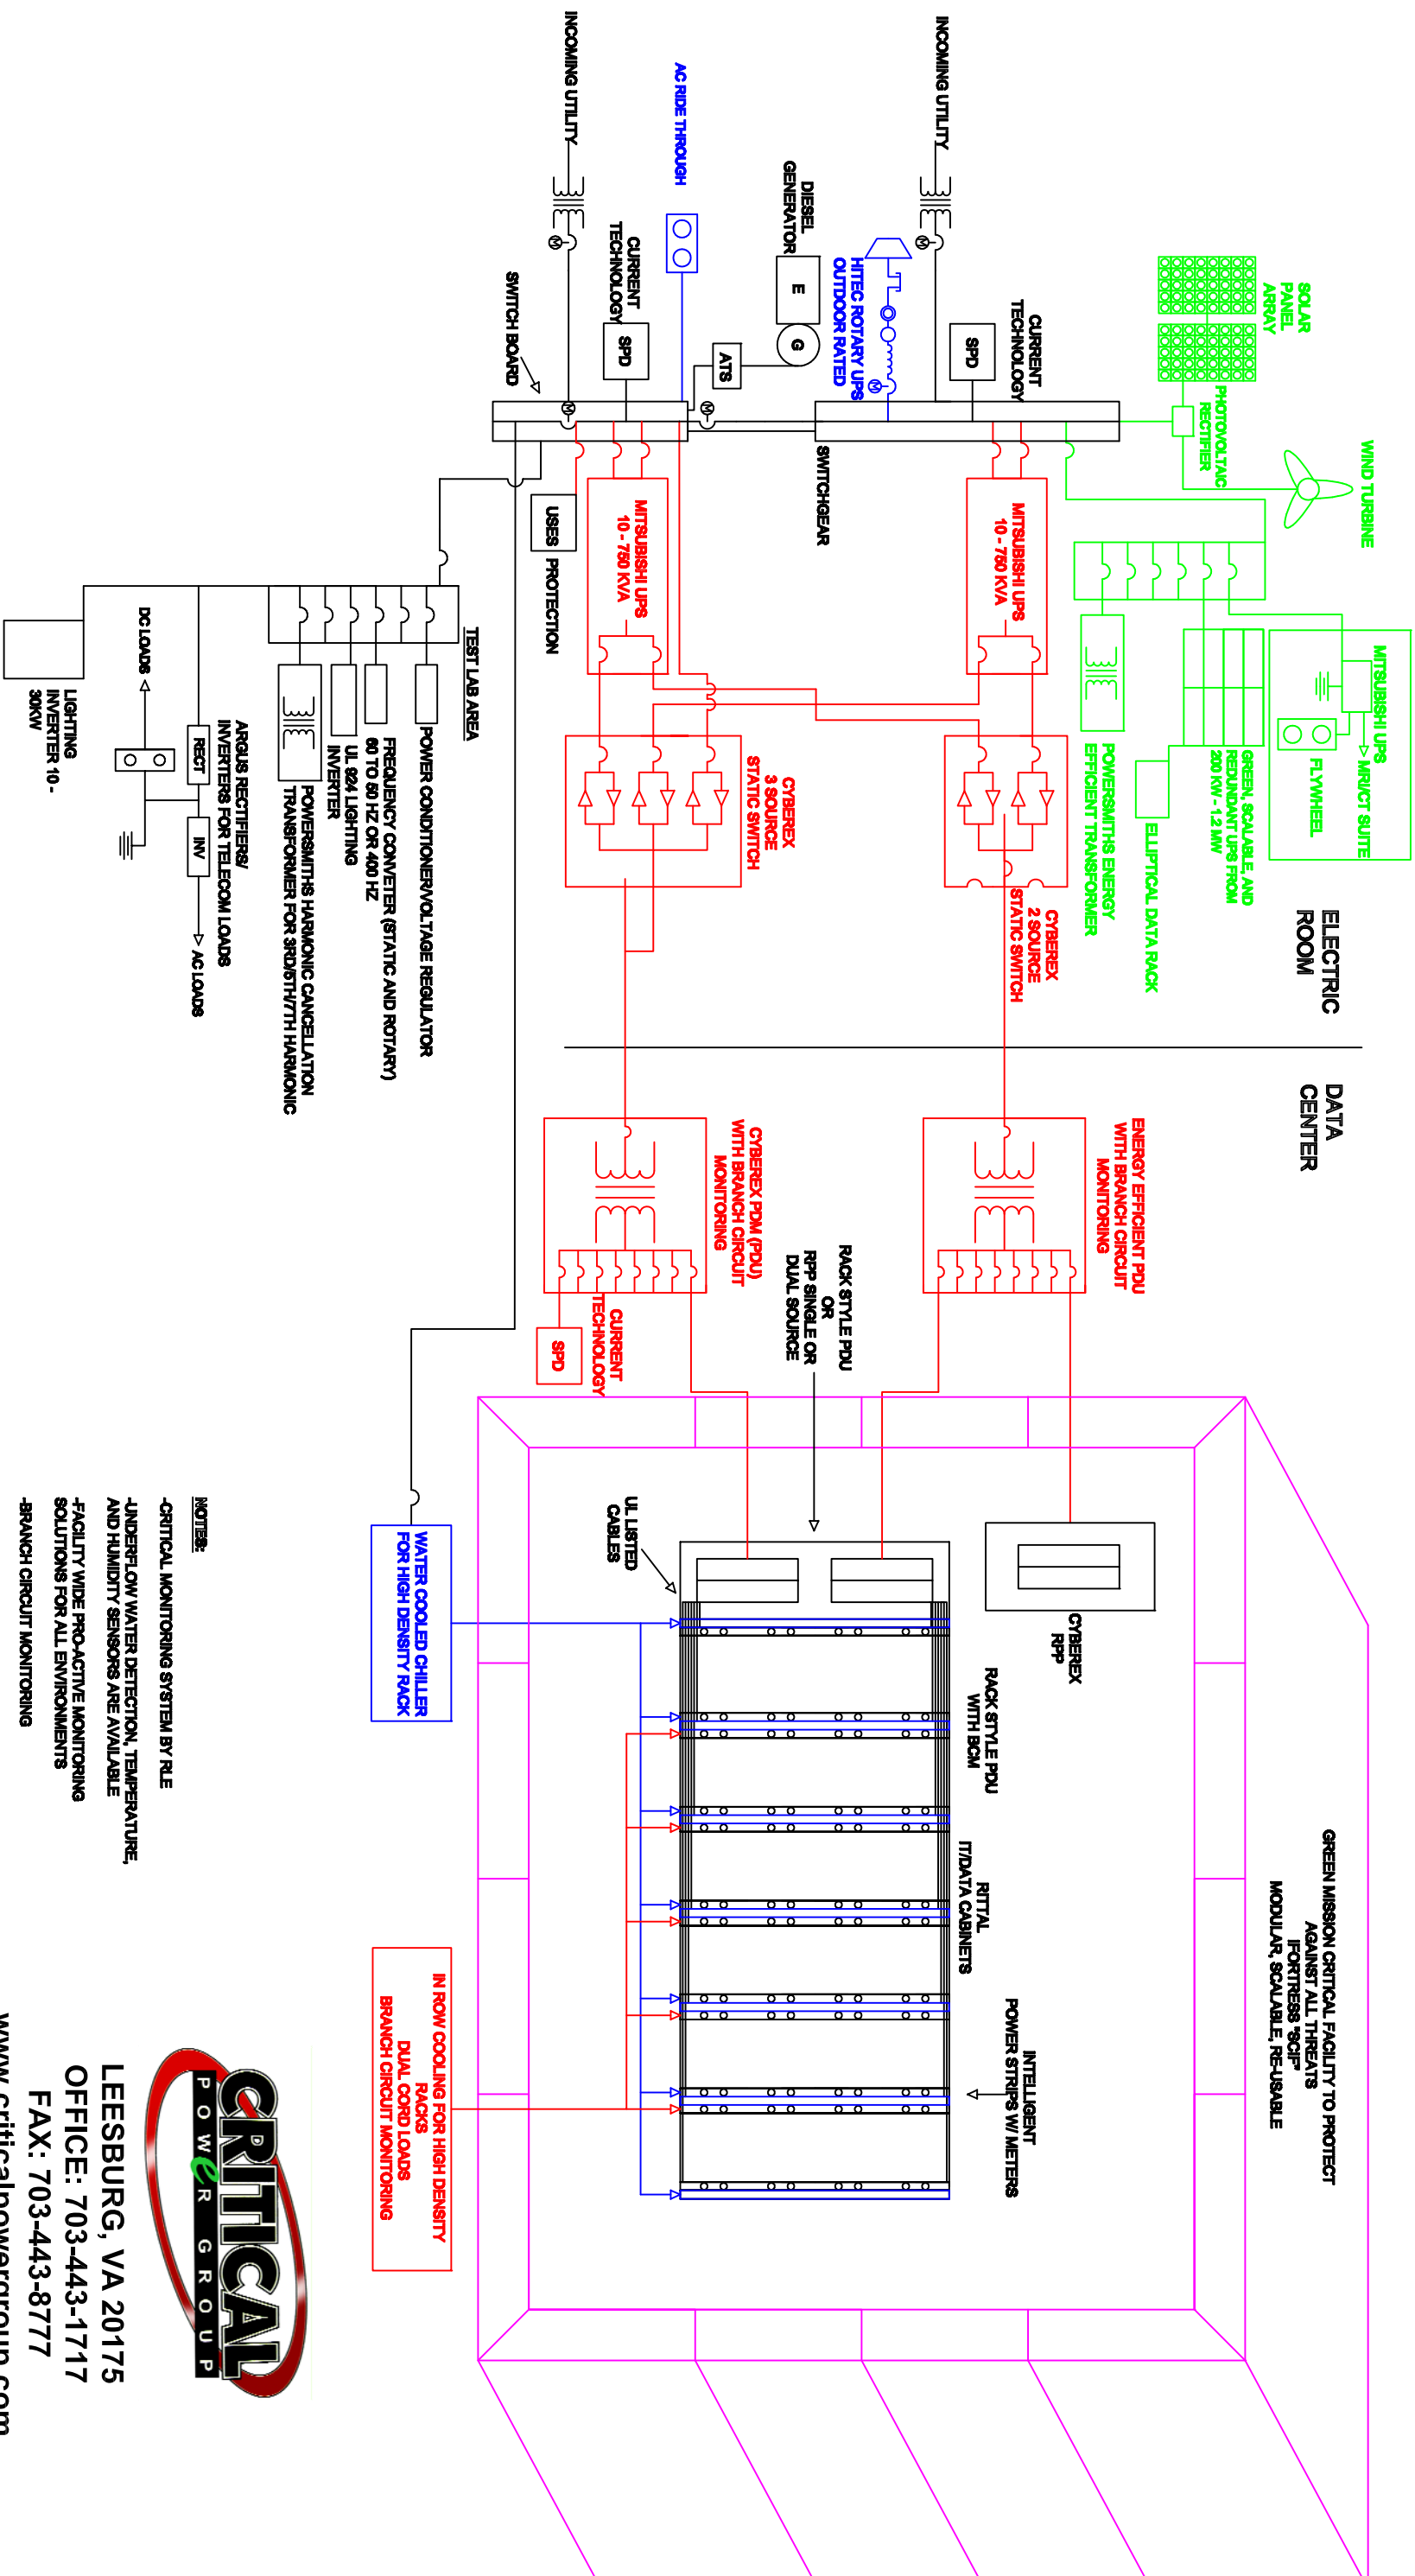 INCOMING UTILITY
AC RIDE THROUGH
INCOMING UTILITY
DIESEL
GENERATOR
E
G
ATS
HITEC ROTARY UPS
OUTDOOR RATED
M
M
M
M
M
CURRENT
TECHNOLOGY
SPD
CURRENT
TECHNOLOGY
SPD
SWITCH BOARD
SWITCHGEAR
SOLAR
PANEL
ARRAY
PHOTOVOLTAIC
RECTIFIER
WIND TURBINE
MITSUBISHI UPS
MRI/CT SUITE
FLYWHEEL
GREEN, SCALABLE, AND
REDUNDANT UPS FROM
200 KW - 1.2 MW
ELLIPTICAL DATA RACK
POWERSMITHS ENERGY
EFFICIENT TRANSFORMER
MITSUBISHI UPS
10 - 750 KVA
MITSUBISHI UPS
10 - 750 KVA
USES PROTECTION
CYBEREX
2 SOURCE
STATIC SWITCH
CYBEREX
3 SOURCE
STATIC SWITCH
ELECTRIC
ROOM
DATA
CENTER
TEST LAB AREA
POWER CONDITIONER/VOLTAGE REGULATOR
FREQUENCY CONVETER (STATIC AND ROTARY)
60 TO 50 HZ OR 400 HZ
UL 924 LIGHTING
INVERTER
POWERSMITHS HARMONIC CANCELLATION
TRANSFORMER FOR 3RD/5TH/7TH HARMONIC
ARGUS RECTIFIERS/
INVERTERS FOR TELECOM LOADS
RECT
INV
DC LOADS
AC LOADS
LIGHTING
INVERTER 10 -
30KW
ENERGY EFFICIENT PDU
WITH BRANCH CIRCUIT
MONITORING
CYBEREX PDM (PDU)
WITH BRANCH CIRCUIT
MONITORING
CURRENT
TECHNOLOGY
SPD
RACK STYLE PDU
OR
RPP SINGLE OR
DUAL SOURCE
UL LISTED
CABLES
CYBEREX
RPP
RACK STYLE PDU
WITH BCM
RITTAL
IT/DATA CABINETS
INTELLIGENT
POWER STRIPS W/ METERS
GREEN MISSION CRITICAL FACILITY TO PROTECT
AGAINST ALL THREATS
IFORTRESS "SCIF"
MODULAR, SCALABLE, RE-USABLE
WATER COOLED CHILLER
FOR HIGH DENSITY RACK
IN ROW COOLING FOR HIGH DENSITY
RACKS
DUAL CORD LOADS
BRANCH CIRCUIT MONITORING
NOTES:
-CRITICAL MONITORING SYSTEM BY RLE
-UNDERFLOW WATER DETECTION, TEMPERATURE,
AND HUMIDITY SENSORS ARE AVAILABLE
-FACILITY WIDE PRO-ACTIVE MONITORING
SOLUTIONS FOR ALL ENVIRONMENTS
-BRANCH CIRCUIT MONITORING
CRITICAL
POWeR GROUP
LEESBURG, VA 20175
OFFICE: 703-443-1717
FAX: 703-443-8777
www.criticalpowergroup.com